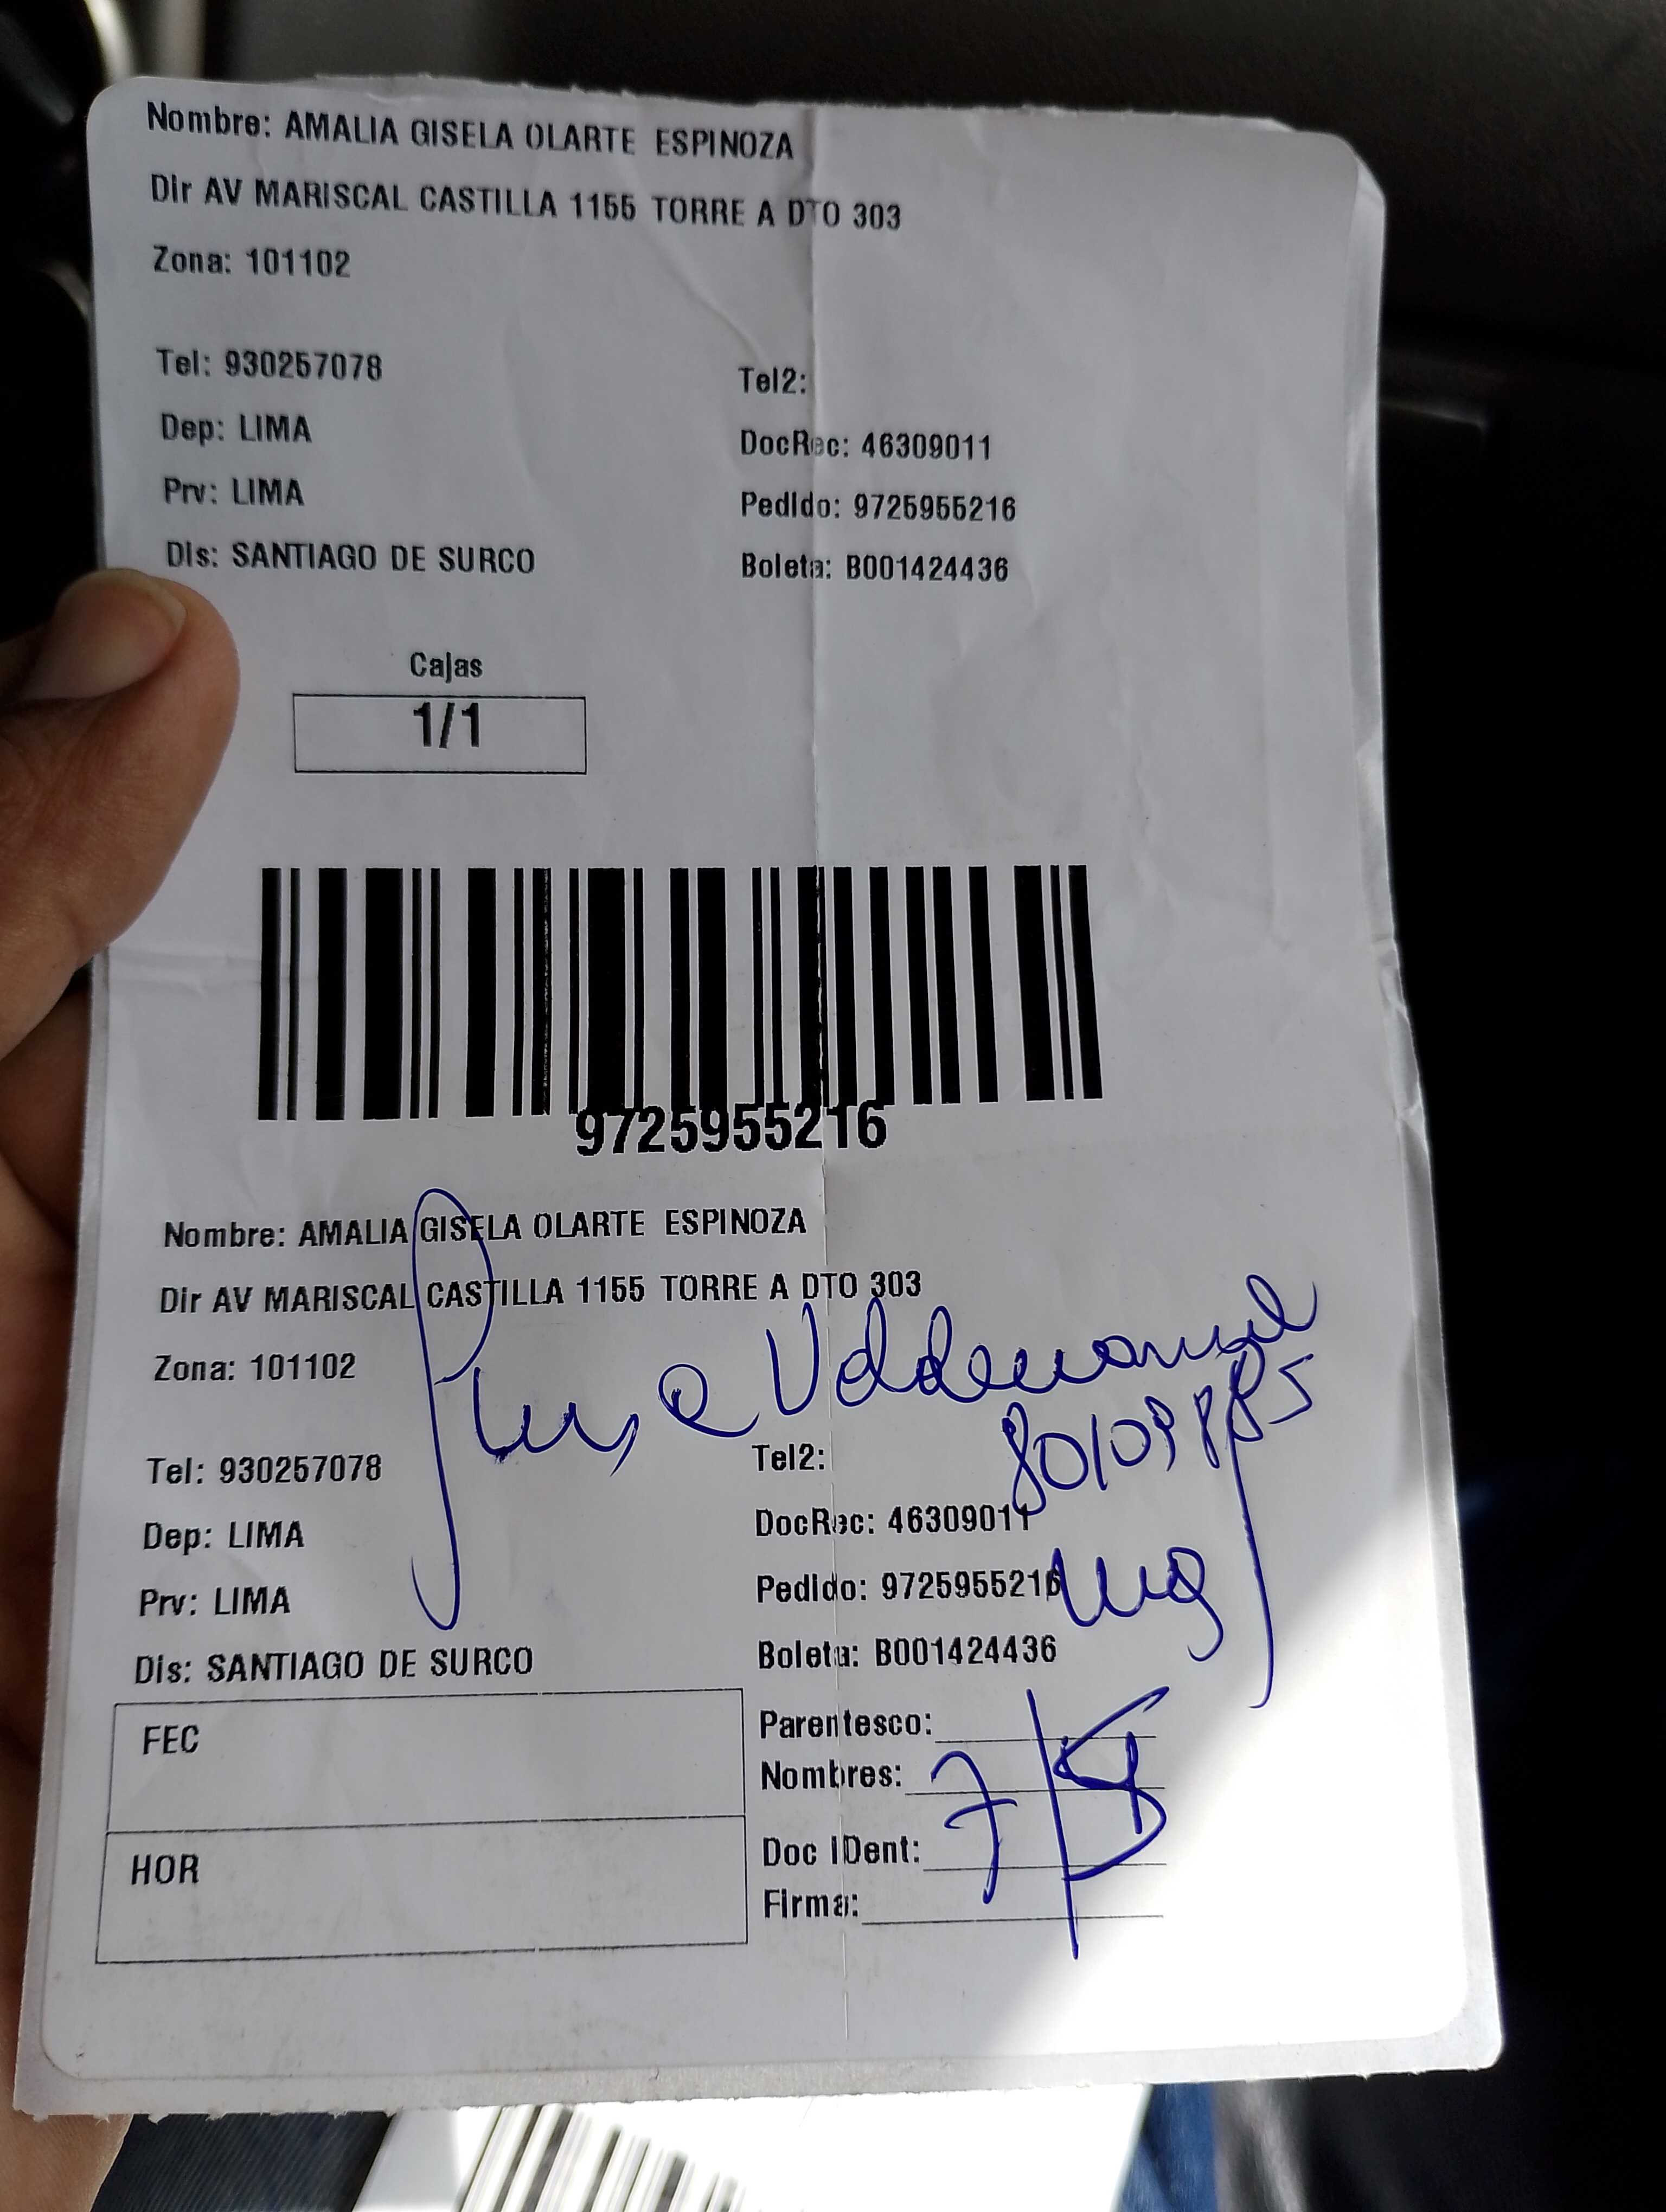 Nombre: AMALIA GISELA OLARTE ESPINOZA
Dir AV MARISCAL CASTILLA 1155 TORRE A DTO 303
Zona: 101102
Tel: 930257078
Tel2:
Dep: LIMA
DocRec: 46309011
Prv: LIMA
Pedido: 9725955216
Dis: SANTIAGO DE SURCO
Boleta: B001424436
Cajas
1/1
9725955216
Nombre: AMALIA GISELA OLARTE ESPINOZA
Dir AV MARISCAL CASTILLA 1155 TORRE A DTO 303
Zona: 101102
Tel: 930257078
Tel2:
Dep: LIMA
DocRec: 46309011
Prv: LIMA
Pedido: 9725955216
Dis: SANTIAGO DE SURCO
Boleta: B001424436
FEC
HOR
Parentesco:
Nombres:
Doc IDent:
Firma: